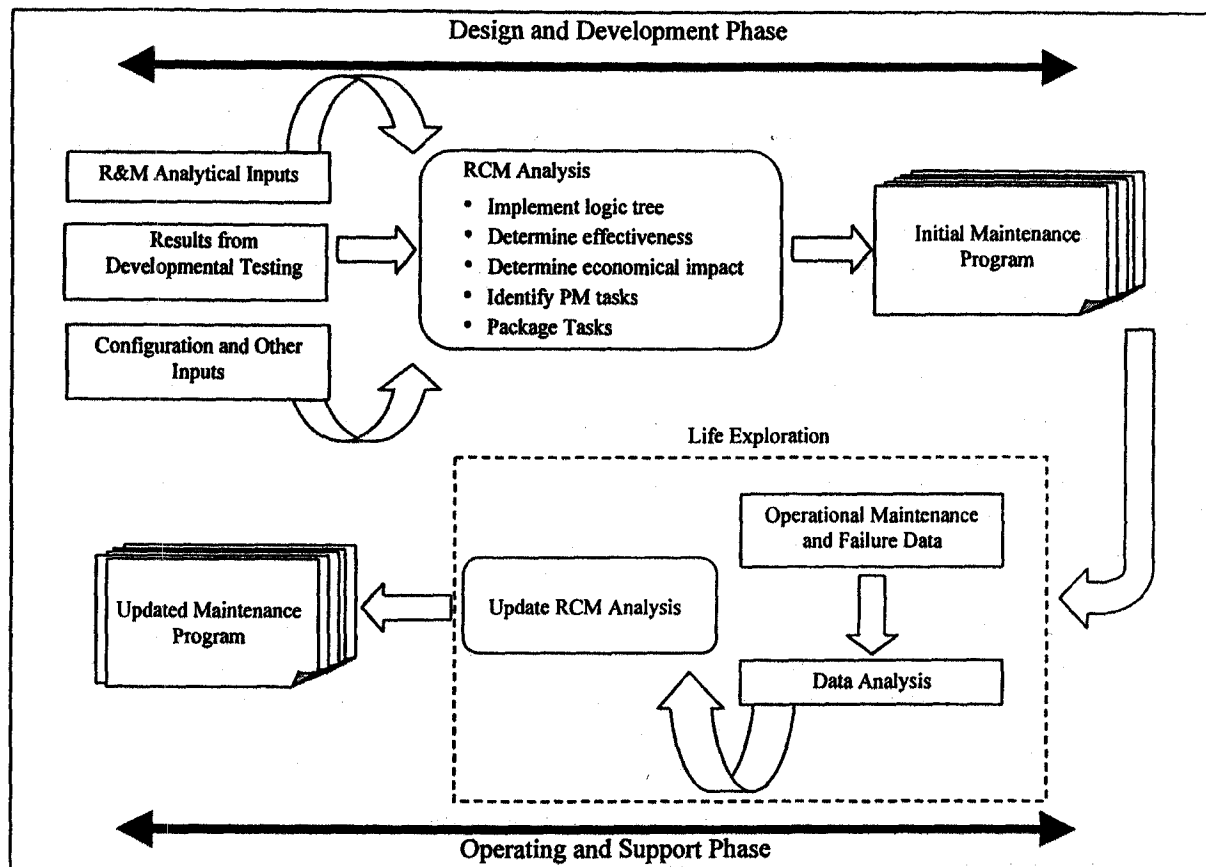 Design and Development Phase
R&M Analytical Inputs
Results from
Developmental Testing
Configuration and Other
Inputs
RCM Analysis
• Implement logic tree
• Determine effectiveness
• Determine economical impact
• Identify PM tasks
• Package Tasks
Initial Maintenance
Program
Life Exploration
Operational Maintenance
and Failure Data
Data Analysis
Update RCM Analysis
Updated Maintenance
Program
Operating and Support Phase